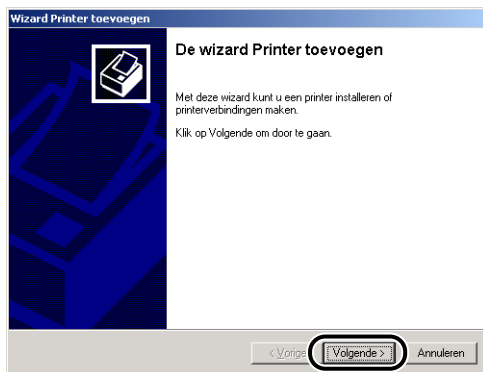 Wizard Printer toevoegen
De wizard Printer toevoegen
Met deze wizard kunt u een printer installeren of
printerverbindingen maken.
Klik op Volgende om door te gaan.
< Vorige Volgende > Annuleren